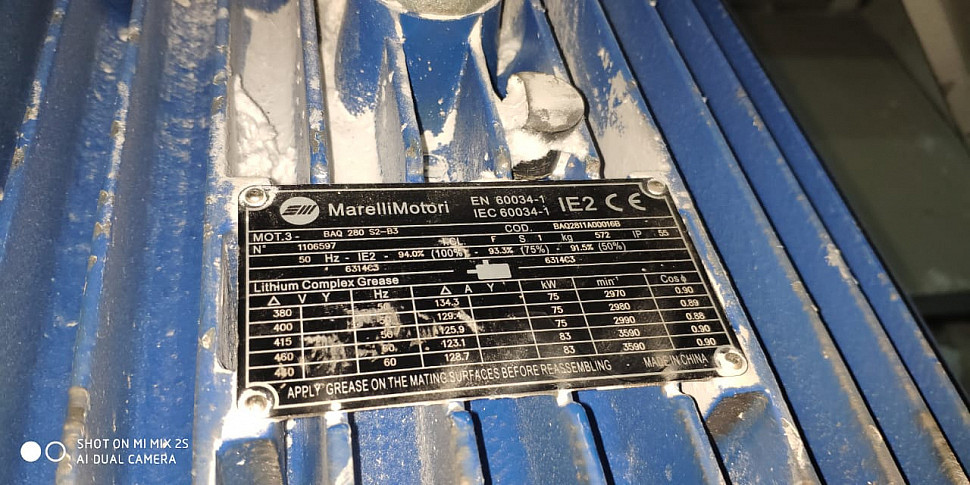 MarelliMotori EN 60034-1 IE2 CE
IEC 60034-1
MOT.3~ BAQ 280 S2-B3 COD. BAQ2811A00016B
N° 1106597 F S 1 kg 572 IP 55
50 Hz - IE2 - 94.0% (100%) - 93.3% (75%) - 91.5% (50%)
6314C3 6314C3
Lithium Complex Grease
Δ V Y Hz Δ A Y kW min⁻¹ Cos ϕ
380 50 134.3 75 2970 0.90
400 129.4 75 2980 0.89
415 50 125.9 75 2990 0.88
460 60 123.1 83 3590 0.90
60 128.7 83 3590 0.90
APPLY GREASE ON THE MATING SURFACES BEFORE REASSEMBLING MADE IN CHINA
SHOT ON MI MIX 2S
AI DUAL CAMERA